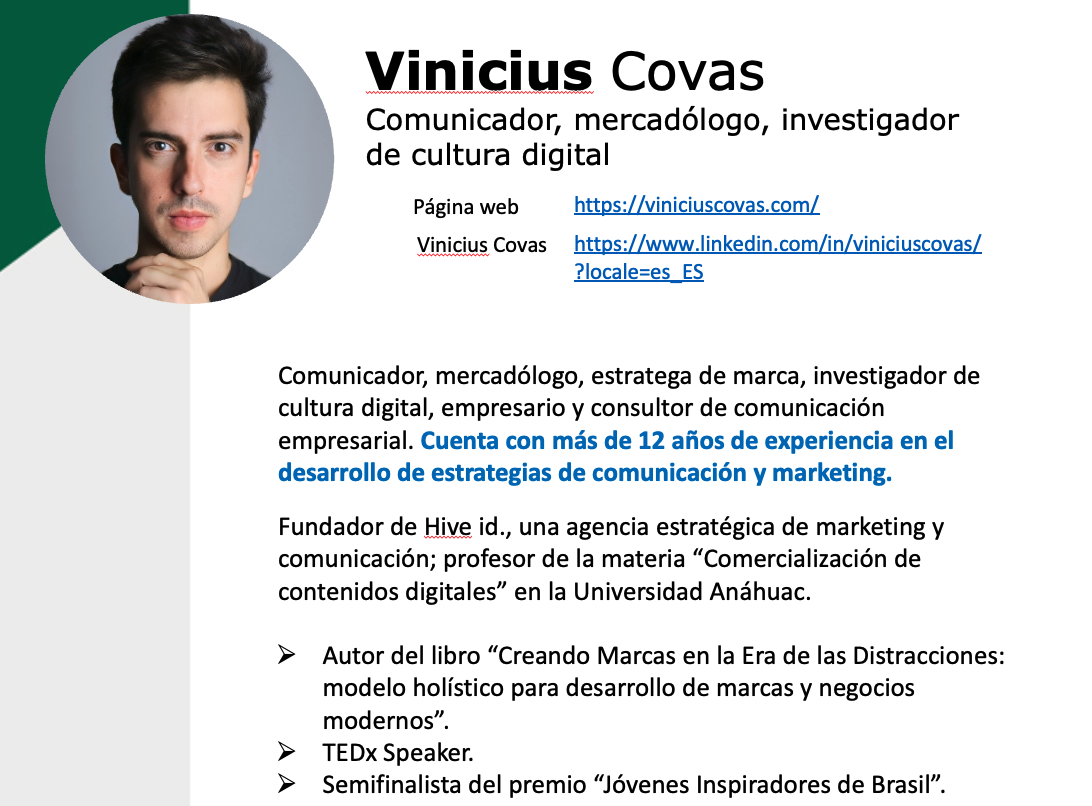 Vinicius Covas
Comunicador, mercadólogo, investigador
de cultura digital
Página web https://viniciuscovas.com/
Vinicius Covas https://www.linkedin.com/in/viniciuscovas/
?locale=es_ES
Comunicador, mercadólogo, estratega de marca, investigador de
cultura digital, empresario y consultor de comunicación
empresarial. Cuenta con más de 12 años de experiencia en el
desarrollo de estrategias de comunicación y marketing.
Fundador de Hive id., una agencia estratégica de marketing y
comunicación; profesor de la materia “Comercialización de
contenidos digitales” en la Universidad Anáhuac.
➢ Autor del libro “Creando Marcas en la Era de las Distracciones:
modelo holístico para desarrollo de marcas y negocios
modernos”.
➢ TEDx Speaker.
➢ Semifinalista del premio “Jóvenes Inspiradores de Brasil”.